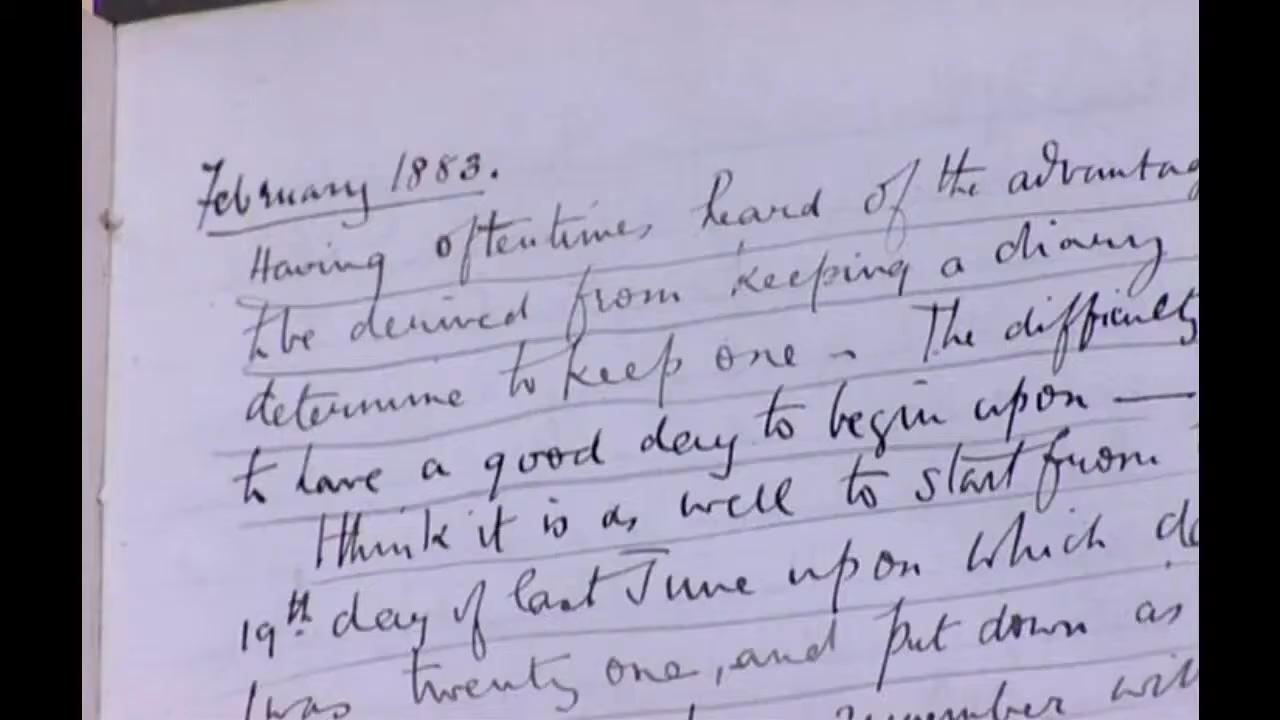 February 1883.
Having oftentimes heard of the advantag
to be derived from keeping a diary
determine to keep one – The difficulty
to have a good day to begin upon —
I think it is as well to start from
19th day of last June upon which d
I was twenty one, and put down as
remember wil